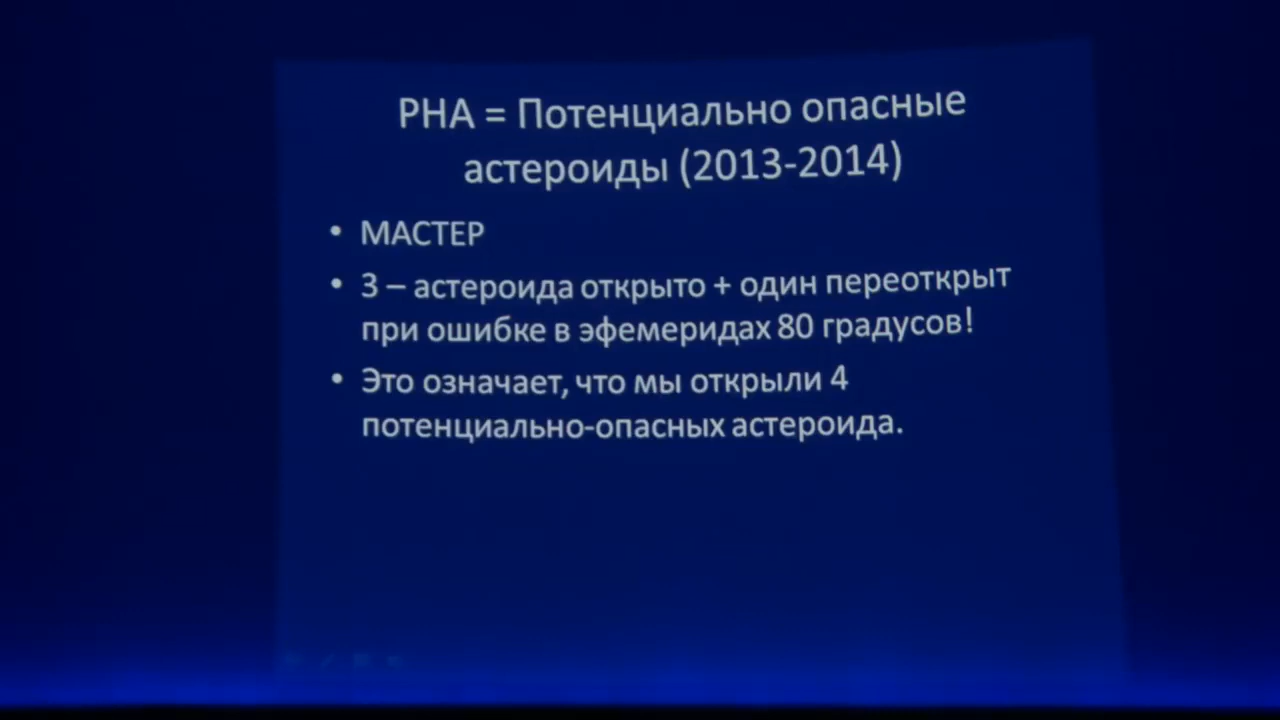 PHA = Потенциально опасные
астероиды (2013-2014)
• МАСТЕР
• 3 – астероида открыто + один переоткрыт
при ошибке в эфемеридах 80 градусов!
• Это означает, что мы открыли 4
потенциально-опасных астероида.